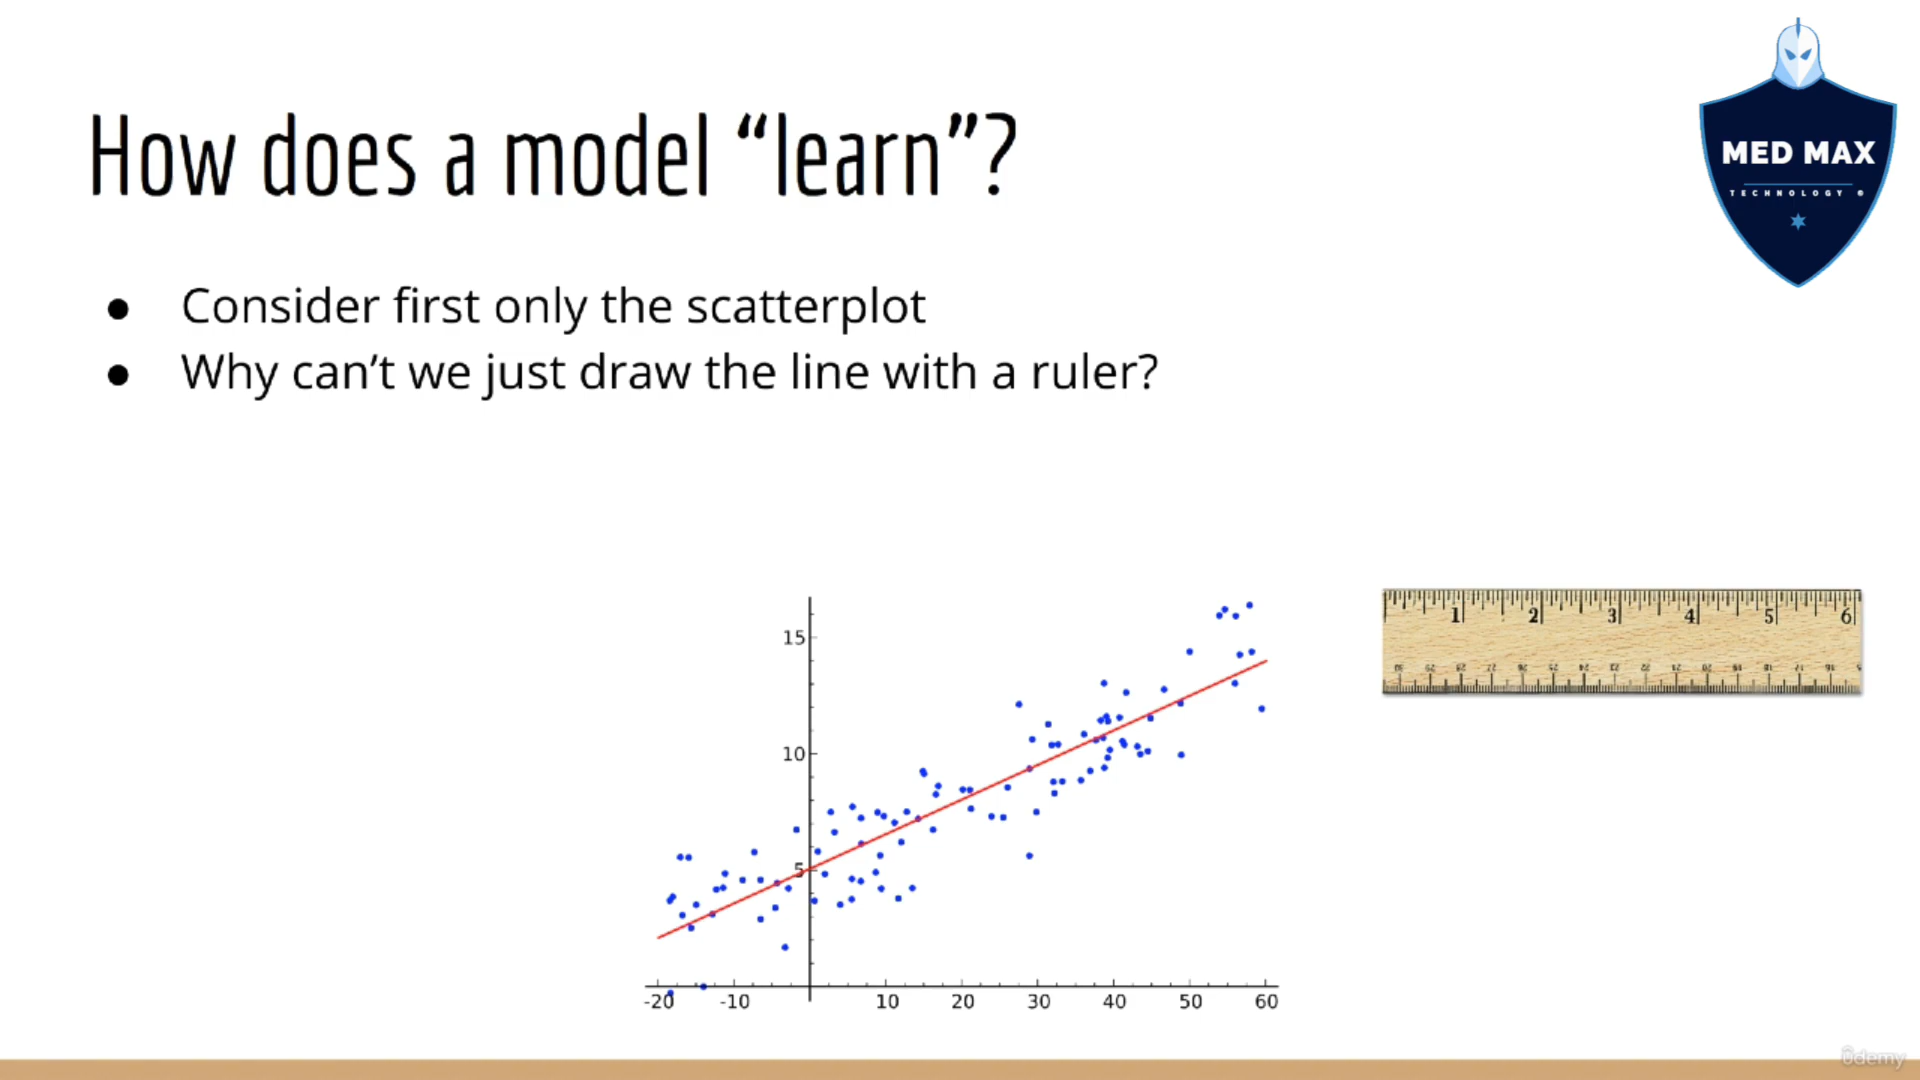 How does a model “learn”?
MED MAX
TECHNOLOGY ®
● Consider first only the scatterplot
● Why can’t we just draw the line with a ruler?
15
10
5
-20 -10 10 20 30 40 50 60
1 2 3 4 5 6
ûdemy